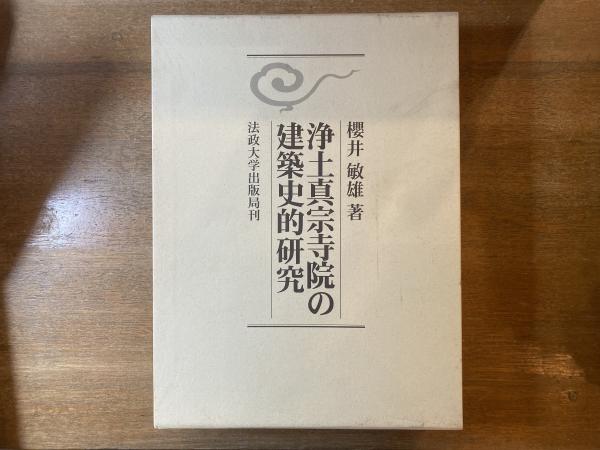 櫻井 敏雄 著
浄土真宗寺院の
建築史的研究
法政大学出版局刊